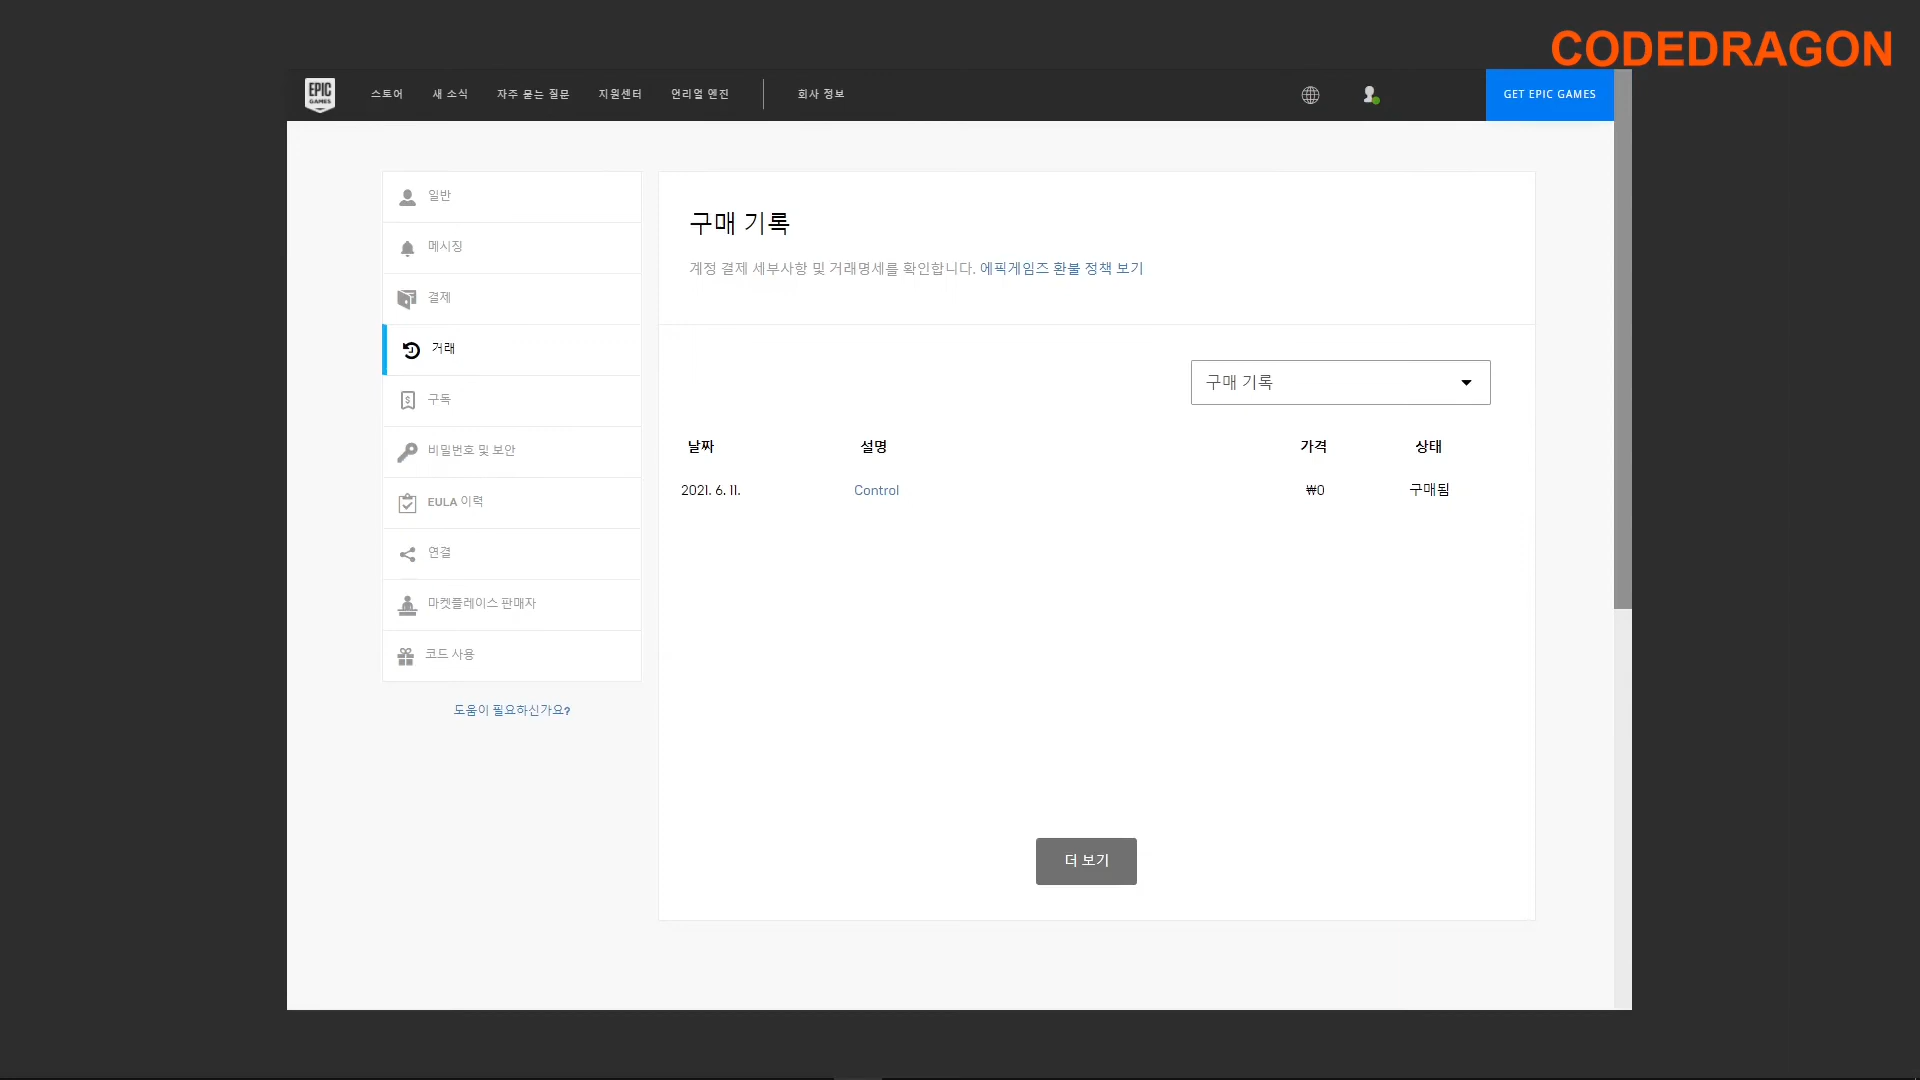 CODEDRAGON
EPIC GAMES
스토어 새 소식 자주 묻는 질문 지원센터 언리얼 엔진 회사 정보 GET EPIC GAMES
일반
메시징
결제
거래
구독
비밀번호 및 보안
EULA 이력
연결
마켓플레이스 판매자
코드 사용
도움이 필요하신가요?
구매 기록
계정 결제 세부사항 및 거래명세를 확인합니다. 에픽게임즈 환불 정책 보기
구매 기록
날짜 설명 가격 상태
2021. 6. 11. Control ₩0 구매됨
더 보기